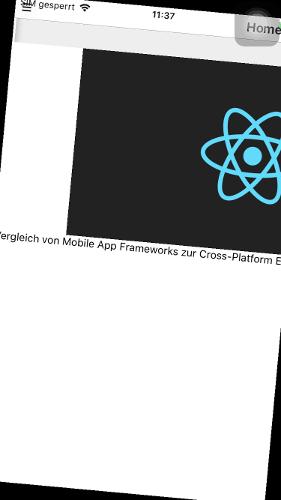 SIM gesperrt 11:37
Home
Vergleich von Mobile App Frameworks zur Cross-Platform E